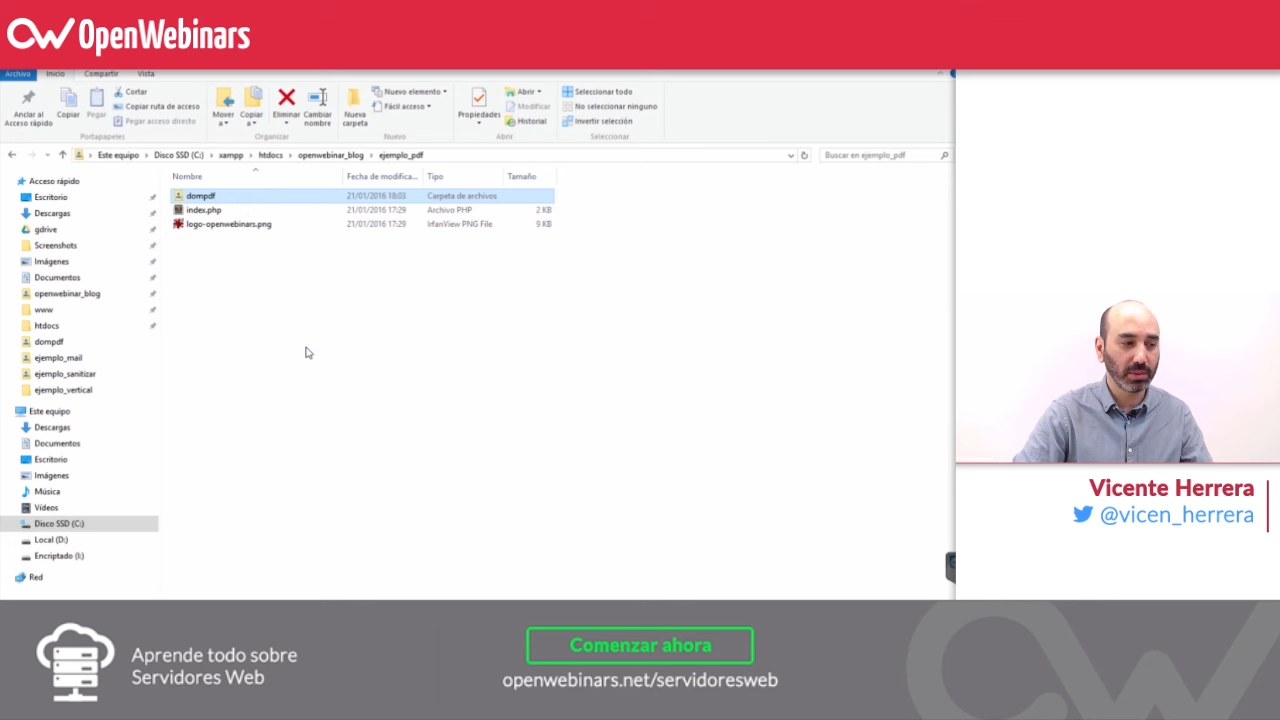 OpenWebinars
Archivo Inicio Compartir Vista
Anclar al Acceso rápido
Copiar
Pegar
Cortar
Copiar ruta de acceso
Pegar acceso directo
Portapapeles
Mover a
Copiar a
Eliminar
Cambiar nombre
Organizar
Nueva carpeta
Nuevo elemento
Fácil acceso
Nuevo
Propiedades
Abrir
Modificar
Historial
Abrir
Seleccionar todo
No seleccionar ninguno
Invertir selección
Seleccionar
Este equipo > Disco SSD (C:) > xampp > htdocs > openwebinar_blog > ejemplo_pdf
Buscar en ejemplo_pdf
Nombre Fecha de modifica... Tipo Tamaño
dompdf 21/01/2016 18:03 Carpeta de archivos
index.php 21/01/2016 17:29 Archivo PHP 2 KB
logo-openwebinars.png 21/01/2016 17:29 IrfanView PNG File 9 KB
Acceso rápido
Escritorio
Descargas
gdrive
Screenshots
Imágenes
Documentos
openwebinar_blog
www
htdocs
dompdf
ejemplo_mail
ejemplo_sanitizar
ejemplo_vertical
Este equipo
Descargas
Documentos
Escritorio
Imágenes
Música
Vídeos
Disco SSD (C:)
Local (D:)
Encriptado (I:)
Red
Vicente Herrera
@vicen_herrera
Aprende todo sobre
Servidores Web
Comenzar ahora
openwebinars.net/servidoresweb